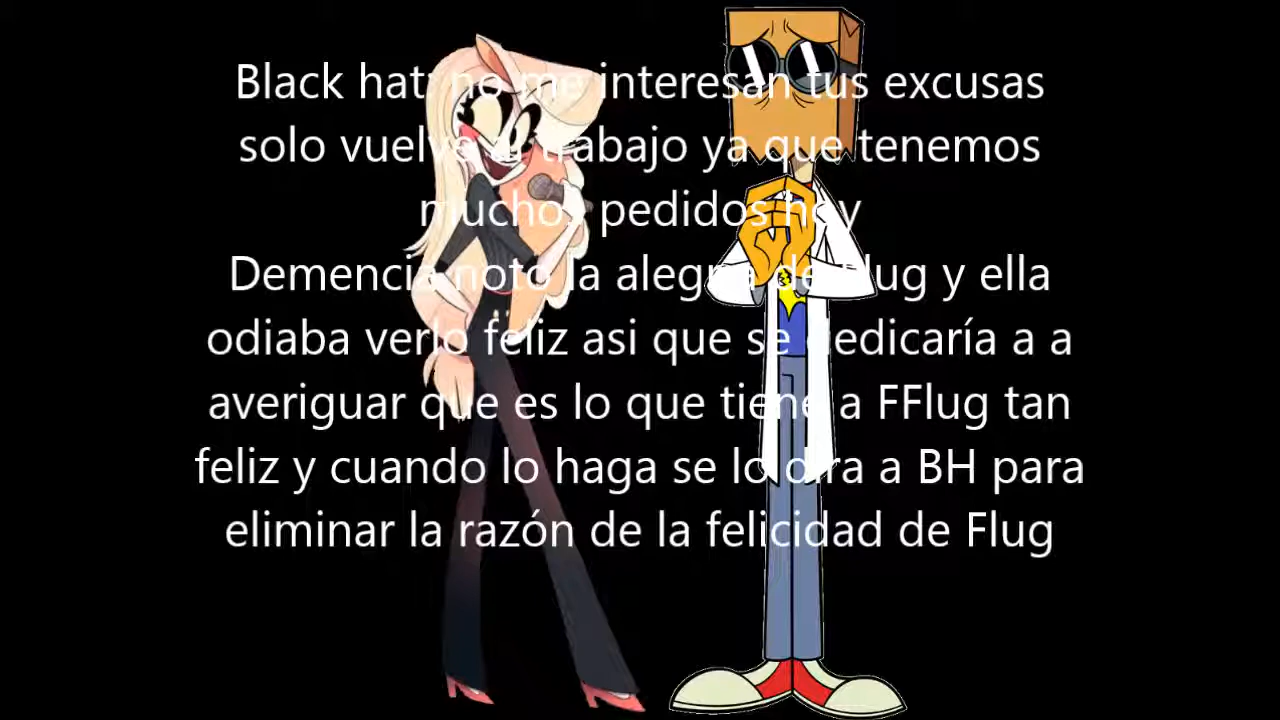 Black hat: no me interesan tus excusas
solo vuelve al trabajo ya que tenemos
muchos pedidos hoy
Demencia noto la alegria de Flug y ella
odiaba verlo feliz asi que se dedicaría a a
averiguar que es lo que tiene a FFlug tan
feliz y cuando lo haga se lo dira a BH para
eliminar la razón de la felicidad de Flug